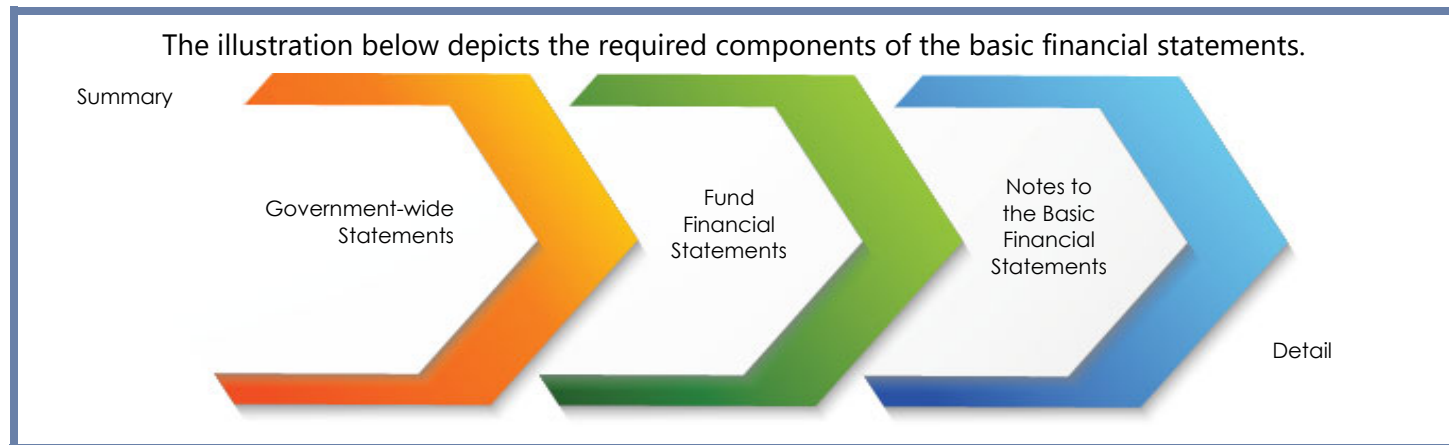 The illustration below depicts the required components of the basic financial statements.
Summary
Government-wide
Statements
Fund
Financial
Statements
Notes to
the Basic
Financial
Statements
Detail